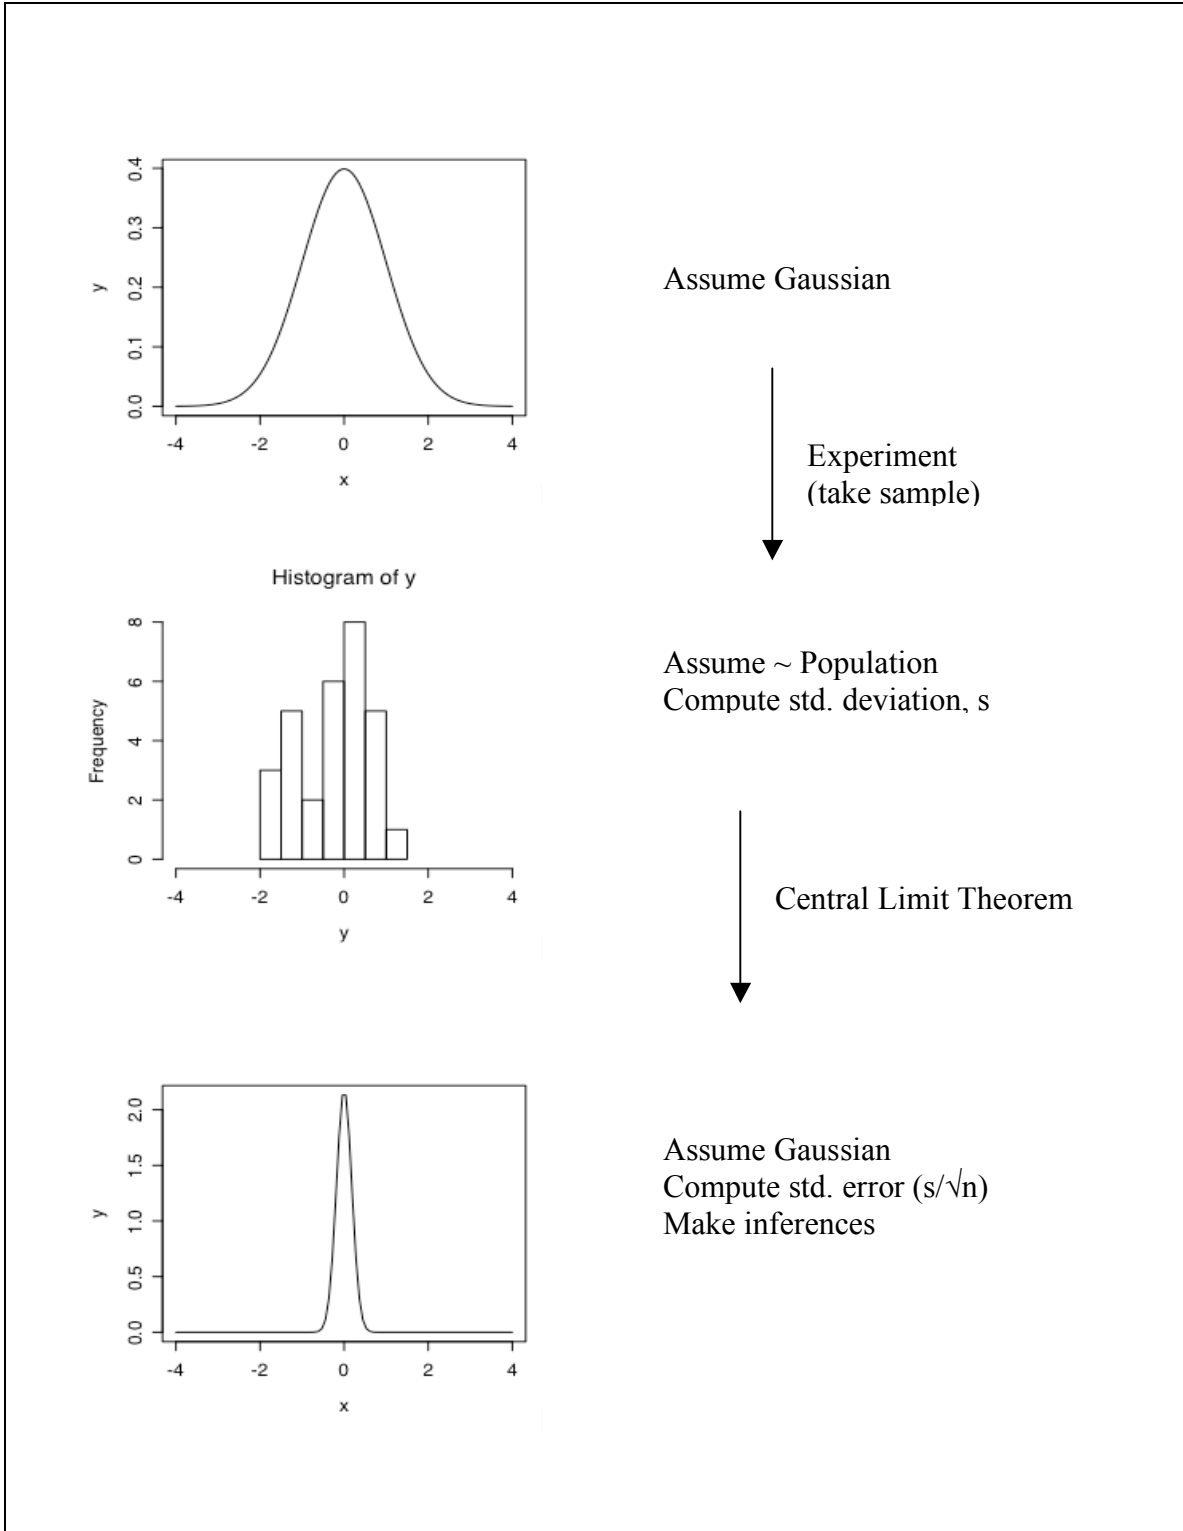 0.4
0.3
0.2
0.1
0.0
y
-4 -2 0 2 4
x
Assume Gaussian
Experiment
(take sample)
Histogram of y
8
6
4
2
0
Frequency
-4 -2 0 2 4
y
Assume ~ Population
Compute std. deviation, s
Central Limit Theorem
2.0
1.5
1.0
0.5
0.0
y
-4 -2 0 2 4
x
Assume Gaussian
Compute std. error (s/√n)
Make inferences